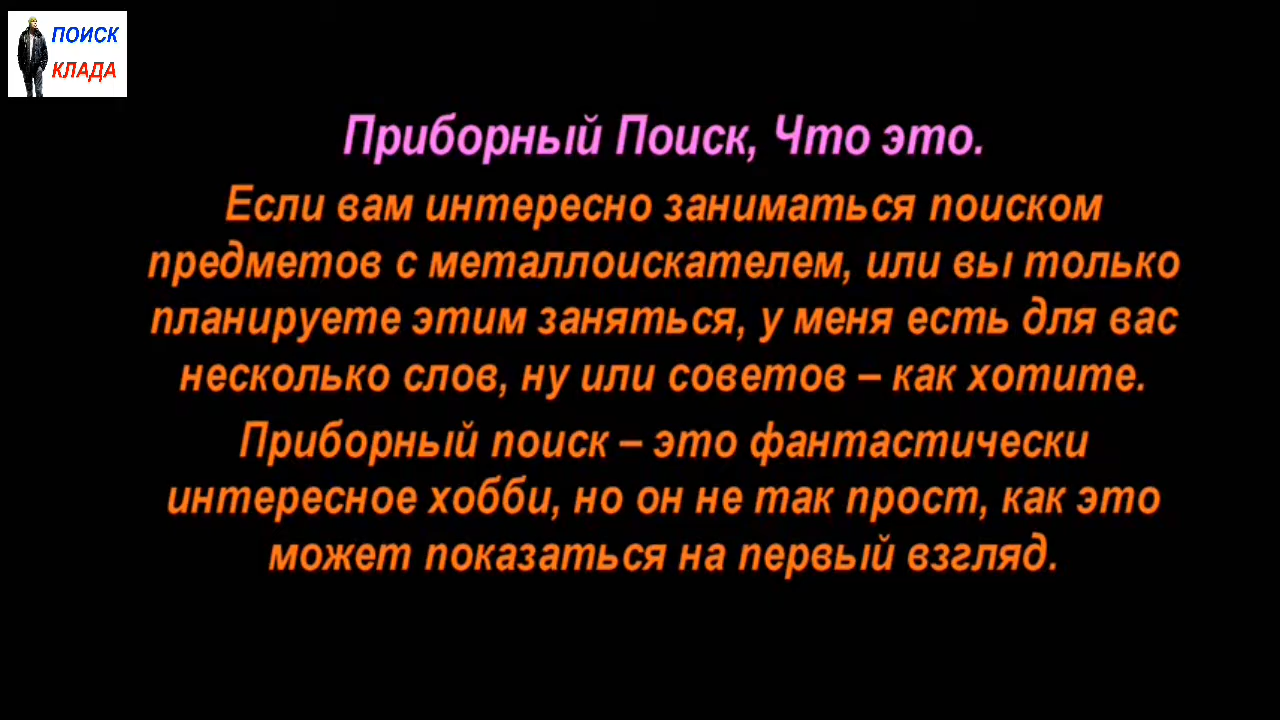 ПОИСК
КЛАДА
Приборный Поиск, Что это.
Если вам интересно заниматься поиском
предметов с металлоискателем, или вы только
планируете этим заняться, у меня есть для вас
несколько слов, ну или советов – как хотите.
Приборный поиск – это фантастически
интересное хобби, но он не так прост, как это
может показаться на первый взгляд.